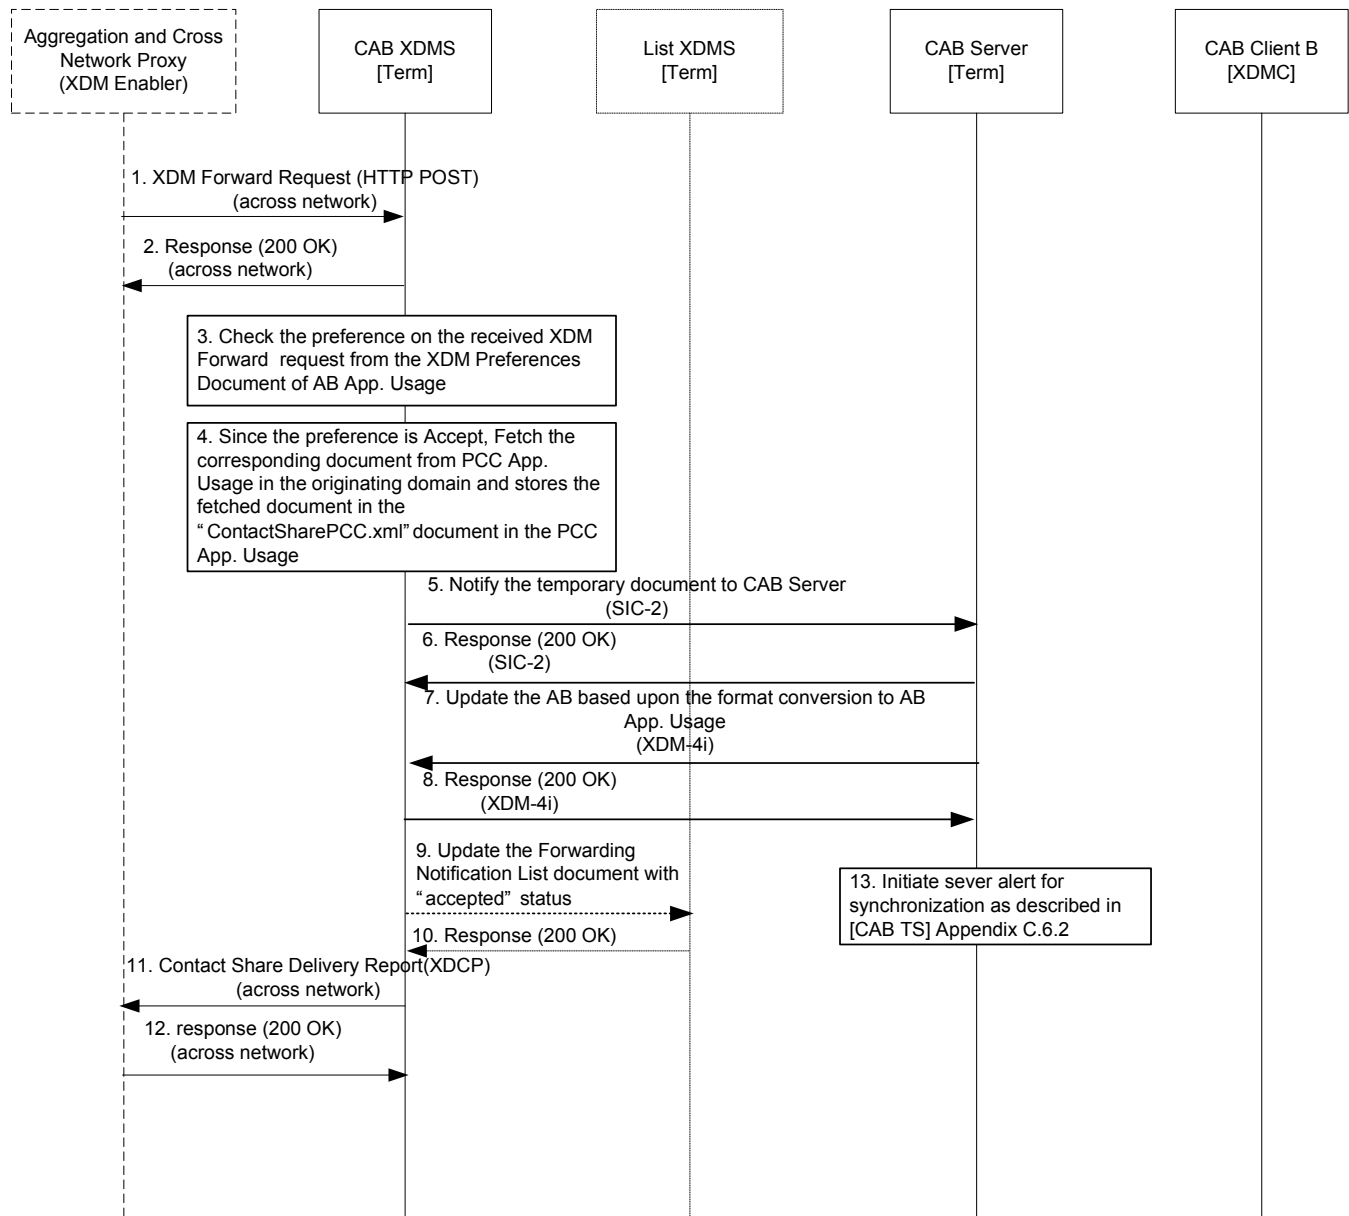 Aggregation and Cross
Network Proxy
(XDM Enabler)
CAB XDMS
[Term]
List XDMS
[Term]
CAB Server
[Term]
CAB Client B
[XDMC]
1. XDM Forward Request (HTTP POST)
(across network)
2. Response (200 OK)
(across network)
3. Check the preference on the received XDM
Forward request from the XDM Preferences
Document of AB App. Usage
4. Since the preference is Accept, Fetch the
corresponding document from PCC App.
Usage in the originating domain and stores the
fetched document in the
“ContactSharePCC.xml” document in the PCC
App. Usage
5. Notify the temporary document to CAB Server
(SIC-2)
6. Response (200 OK)
(SIC-2)
7. Update the AB based upon the format conversion to AB
App. Usage
(XDM-4i)
8. Response (200 OK)
(XDM-4i)
9. Update the Forwarding
Notification List document with
“accepted” status
13. Initiate sever alert for
synchronization as described in
[CAB TS] Appendix C.6.2
10. Response (200 OK)
11. Contact Share Delivery Report(XDCP)
(across network)
12. response (200 OK)
(across network)